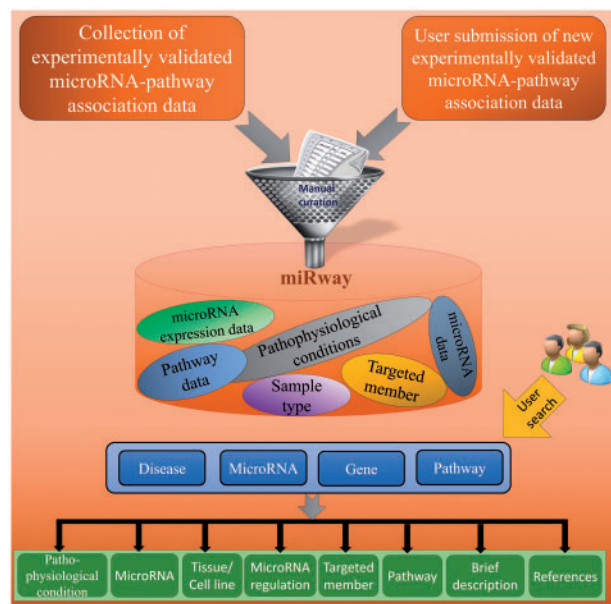 Collection of
experimentally validated
microRNA-pathway
association data
User submission of new
experimentally validated
microRNA-pathway
association data
Manual
curation
miRway
microRNA
expression data
Pathophysiological
conditions
microRNA
data
Pathway
data
Targeted
member
Sample
type
User
search
Disease
MicroRNA
Gene
Pathway
Patho-
physiological
condition
MicroRNA
Tissue/
Cell line
MicroRNA
regulation
Targeted
member
Pathway
Brief
description
References